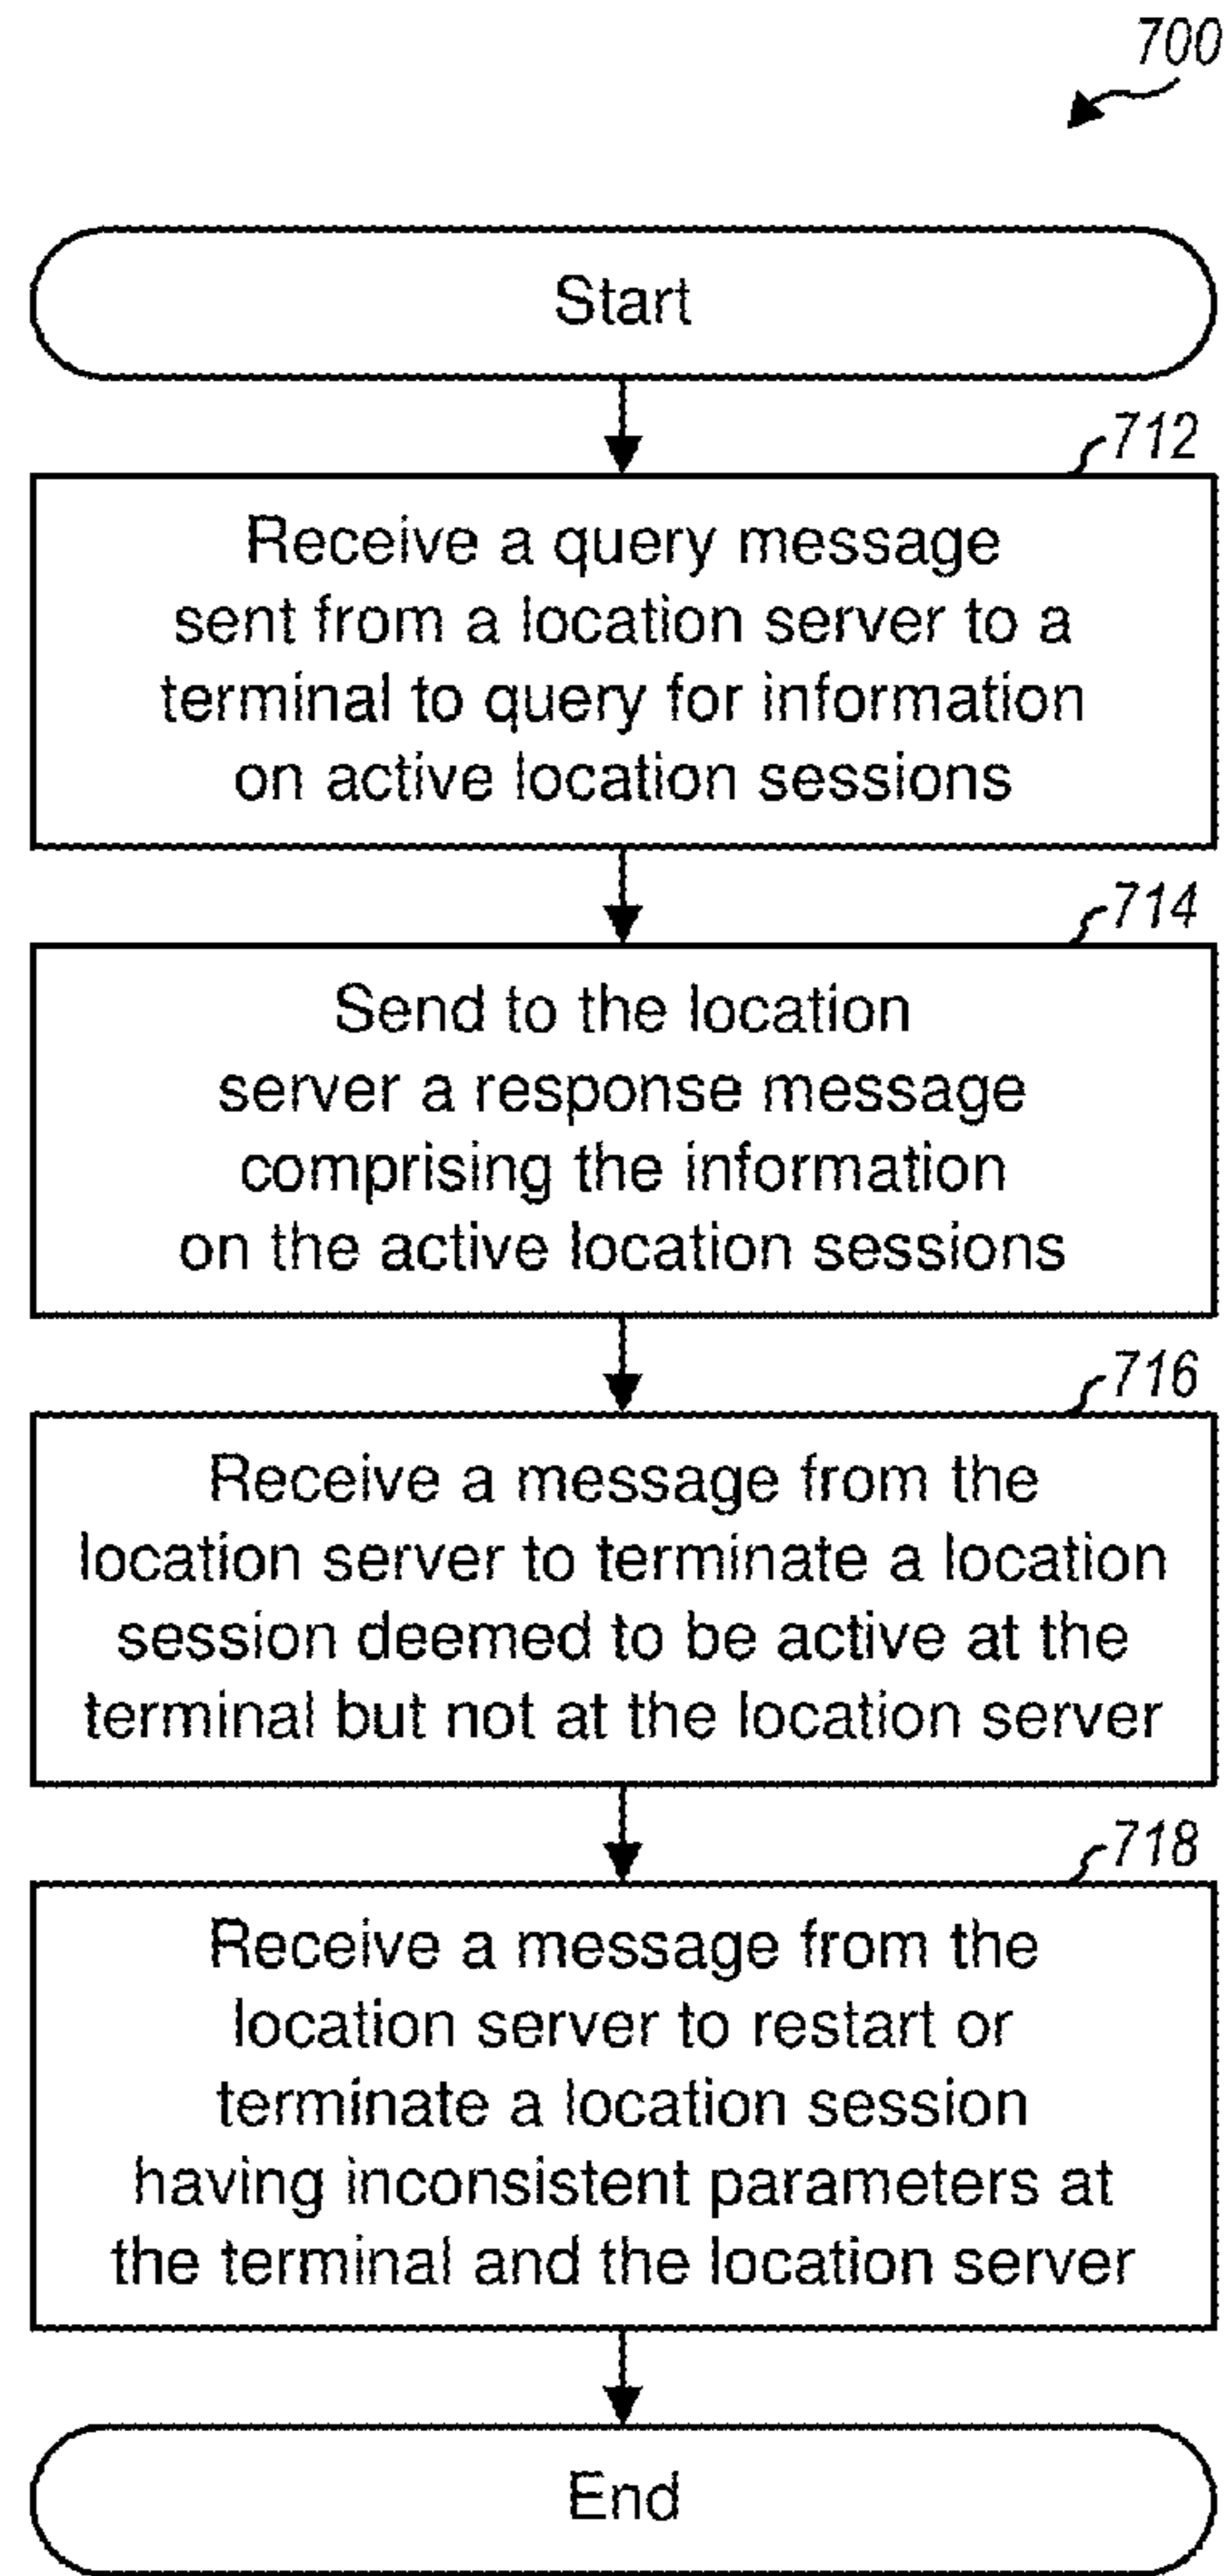 700
Start
712
Receive a query message
sent from a location server to a
terminal to query for information
on active location sessions
714
Send to the location
server a response message
comprising the information
on the active location sessions
716
Receive a message from the
location server to terminate a location
session deemed to be active at the
terminal but not at the location server
718
Receive a message from the
location server to restart or
terminate a location session
having inconsistent parameters at
the terminal and the location server
End